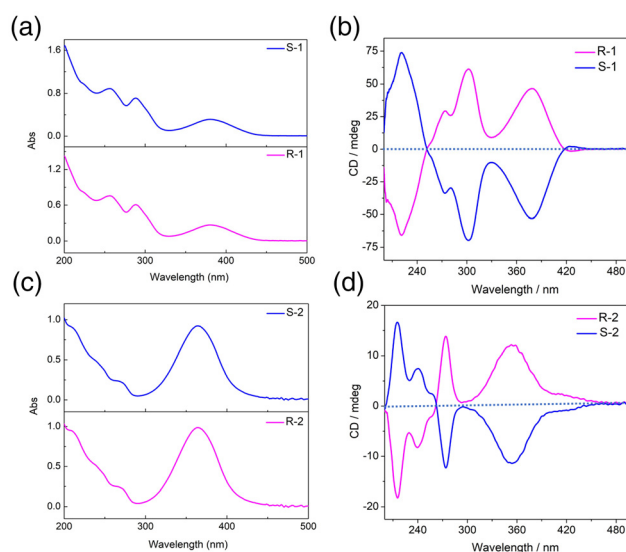 (a)
S-1
1.6
0.8
0.0
R-1
1.2
0.6
0.0
Abs
200 300 400 500
Wavelength (nm)
(b)
R-1
S-1
75
50
25
0
-25
-50
-75
CD / mdeg
240 300 360 420 480
Wavelength / nm
(c)
S-2
1.0
0.5
0.0
R-2
1.0
0.5
0.0
Abs
200 300 400 500
Wavelength (nm)
(d)
R-2
S-2
20
10
0
-10
-20
CD / mdeg
240 300 360 420 480
Wavelength / nm